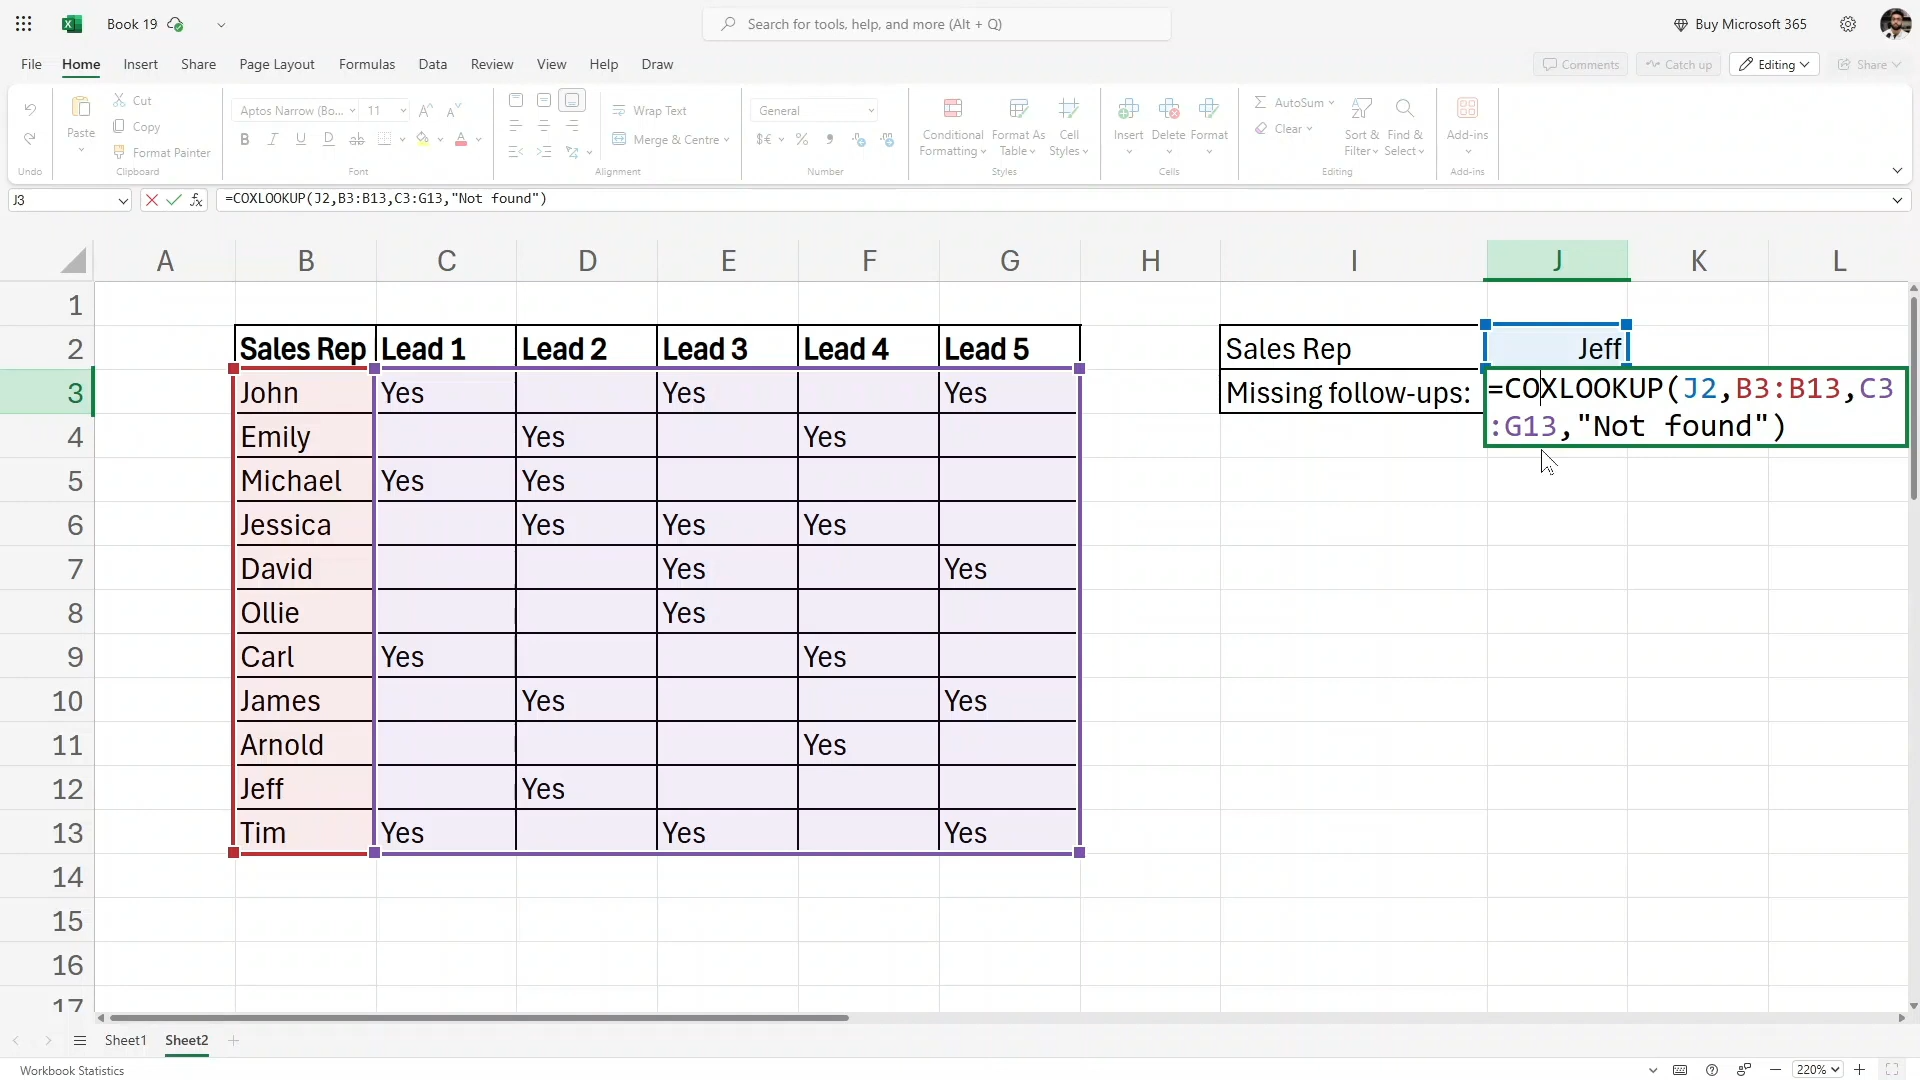 Book 19
Search for tools, help, and more (Alt + Q)
Buy Microsoft 365
File Home Insert Share Page Layout Formulas Data Review View Help Draw
Comments Catch up Editing Share
Paste
Cut
Copy
Format Painter
Aptos Narrow (Bo... 11
B I U D ab A
Wrap Text
Merge & Centre
General
$€ % 9
Conditional Formatting
Format As Table
Cell Styles
Insert Delete Format
AutoSum
Clear
Sort & Filter
Find & Select
Add-ins
Undo Clipboard Font Alignment Number Styles Cells Editing Add-ins
J3 fx =COXLOOKUP(J2,B3:B13,C3:G13,"Not found")
A B C D E F G H I J K L
1
2 Sales Rep Lead 1 Lead 2 Lead 3 Lead 4 Lead 5 Sales Rep Jeff
3 John Yes Yes Yes Missing follow-ups: =COXLOOKUP(J2,B3:B13,C3
:G13,"Not found")
4 Emily Yes Yes
5 Michael Yes Yes
6 Jessica Yes Yes Yes
7 David Yes Yes
8 Ollie Yes
9 Carl Yes Yes
10 James Yes Yes
11 Arnold Yes
12 Jeff Yes
13 Tim Yes Yes Yes
14
15
16
17
Sheet1 Sheet2
Workbook Statistics
220%